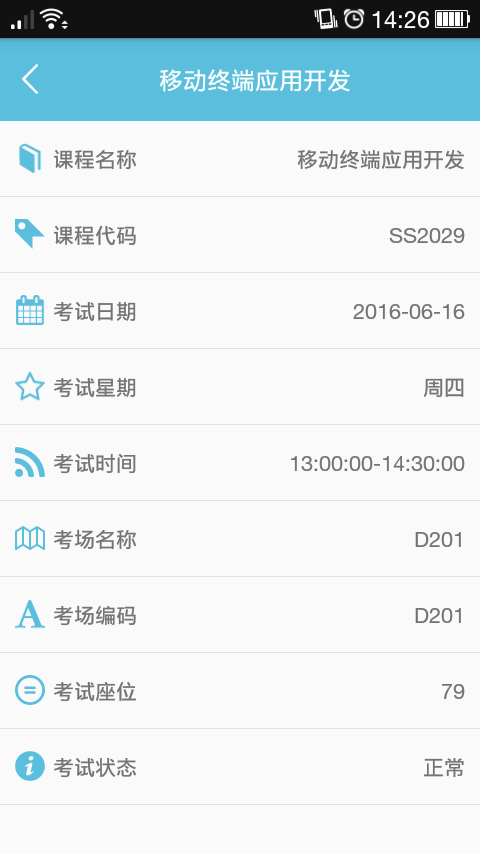 14:26
移动终端应用开发
课程名称 移动终端应用开发
课程代码 SS2029
考试日期 2016-06-16
考试星期 周四
考试时间 13:00:00-14:30:00
考场名称 D201
考场编码 D201
考试座位 79
考试状态 正常